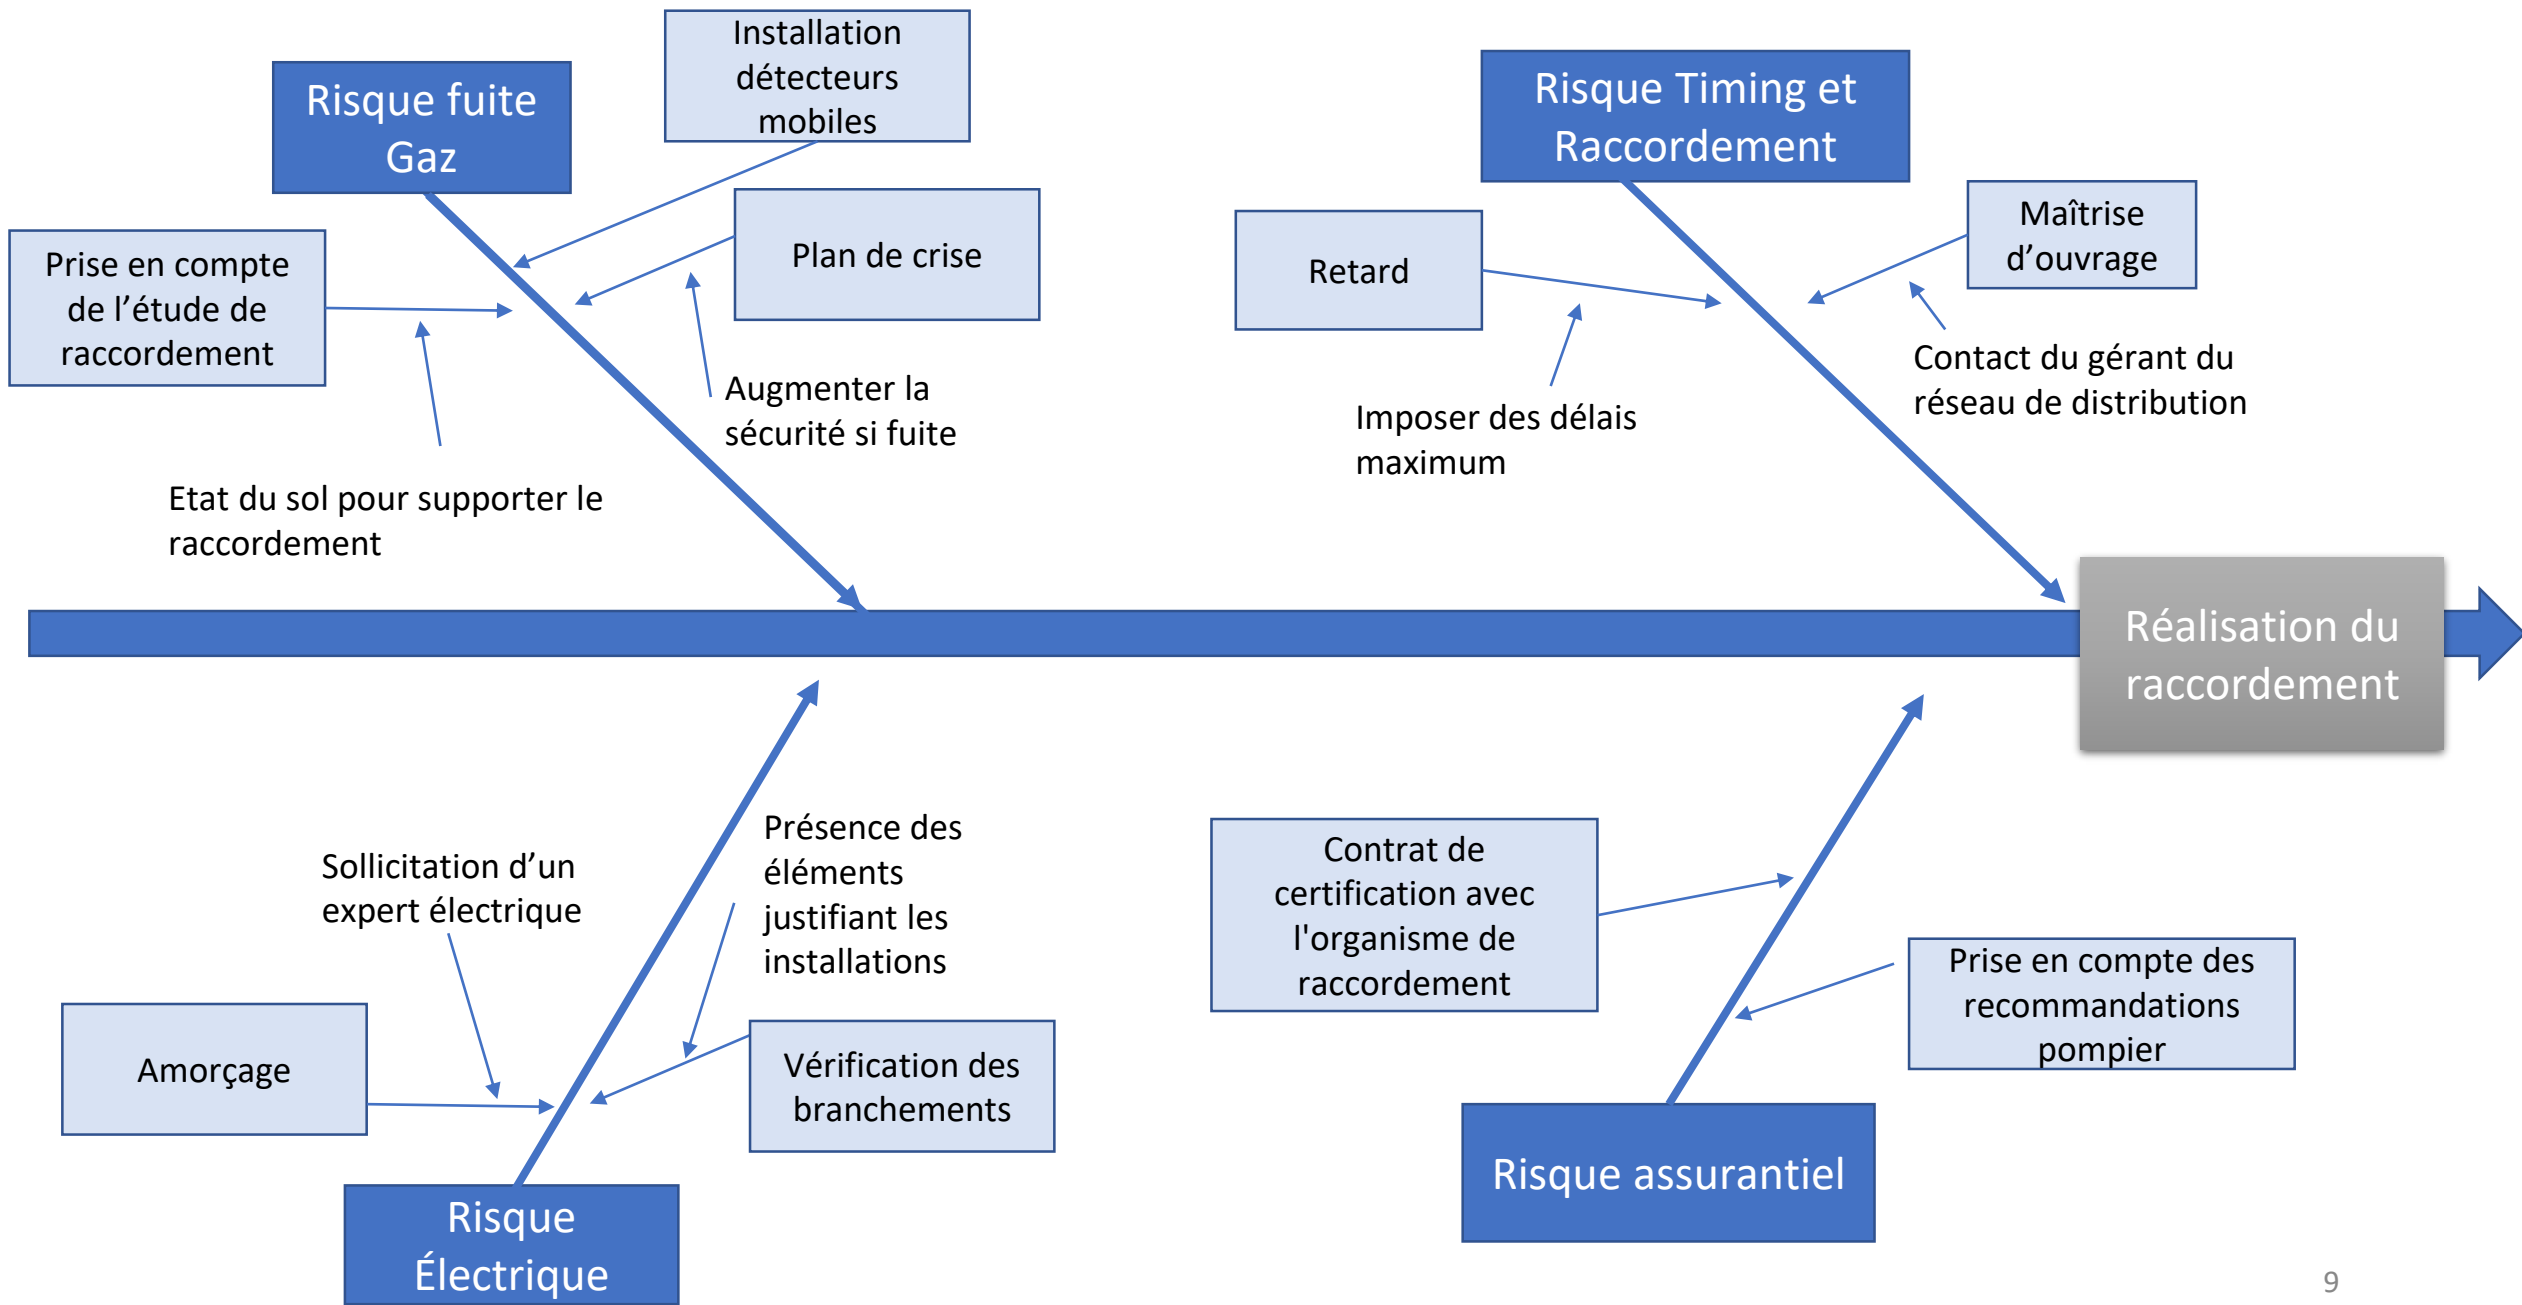 Installation
détecteurs
mobiles
Risque fuite
Gaz
Risque Timing et
Raccordement
Prise en compte
de l’étude de
raccordement
Plan de crise
Retard
Maîtrise
d’ouvrage
Augmenter la
sécurité si fuite
Contact du gérant du
réseau de distribution
Imposer des délais
maximum
Etat du sol pour supporter le
raccordement
Réalisation du
raccordement
Sollicitation d’un
expert électrique
Présence des
éléments
justifiant les
installations
Contrat de
certification avec
l'organisme de
raccordement
Prise en compte des
recommandations
pompier
Amorçage
Vérification des
branchements
Risque assurantiel
Risque
Électrique
9